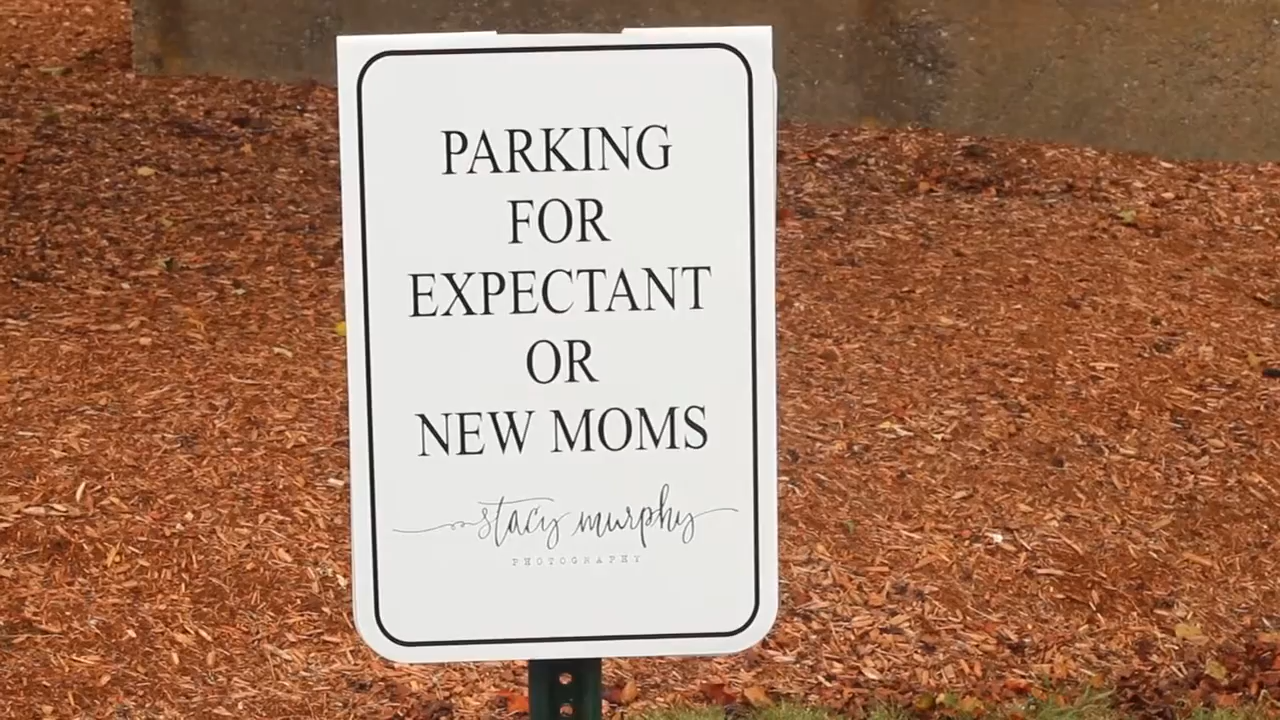 PARKING
FOR
EXPECTANT
OR
NEW MOMS
stacy murphy
PHOTOGRAPHY